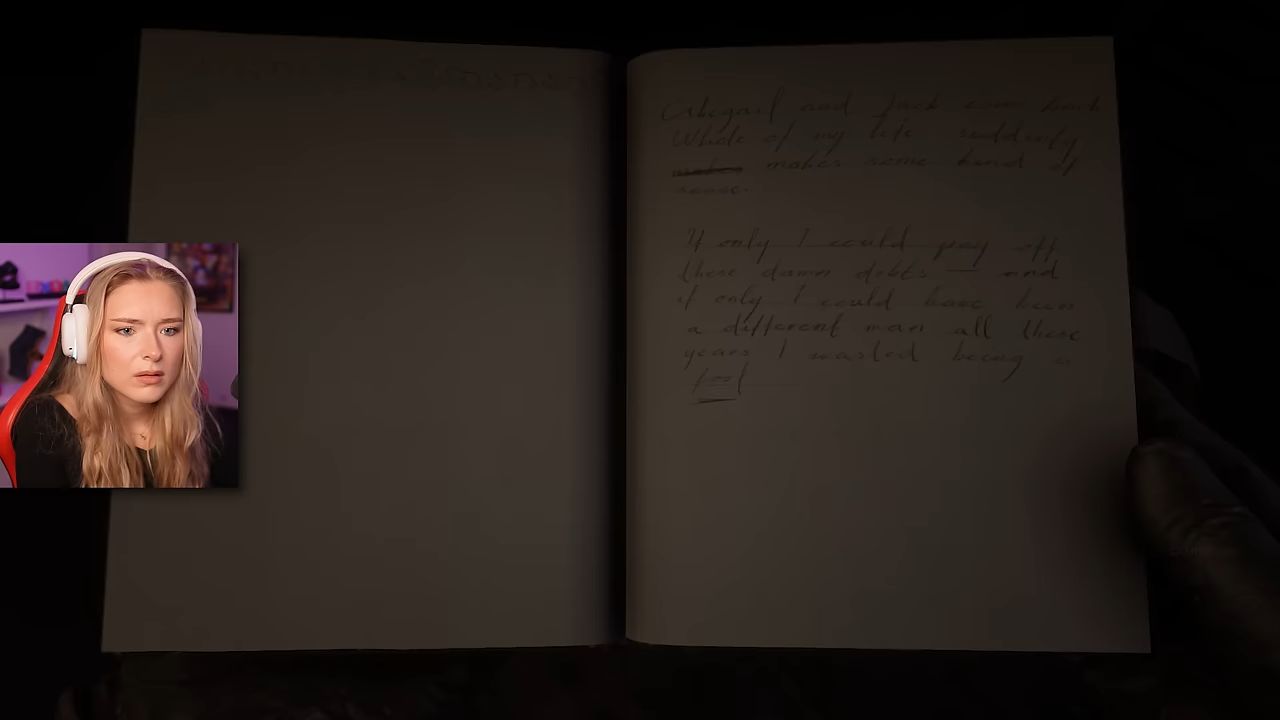 Abegail and Jack come back
Whole of my life suddenly
makes some kind of
sense.
If only I could pay off
these damn debts — and
if only I could have been
a different man all these
years I wasted being a
fool